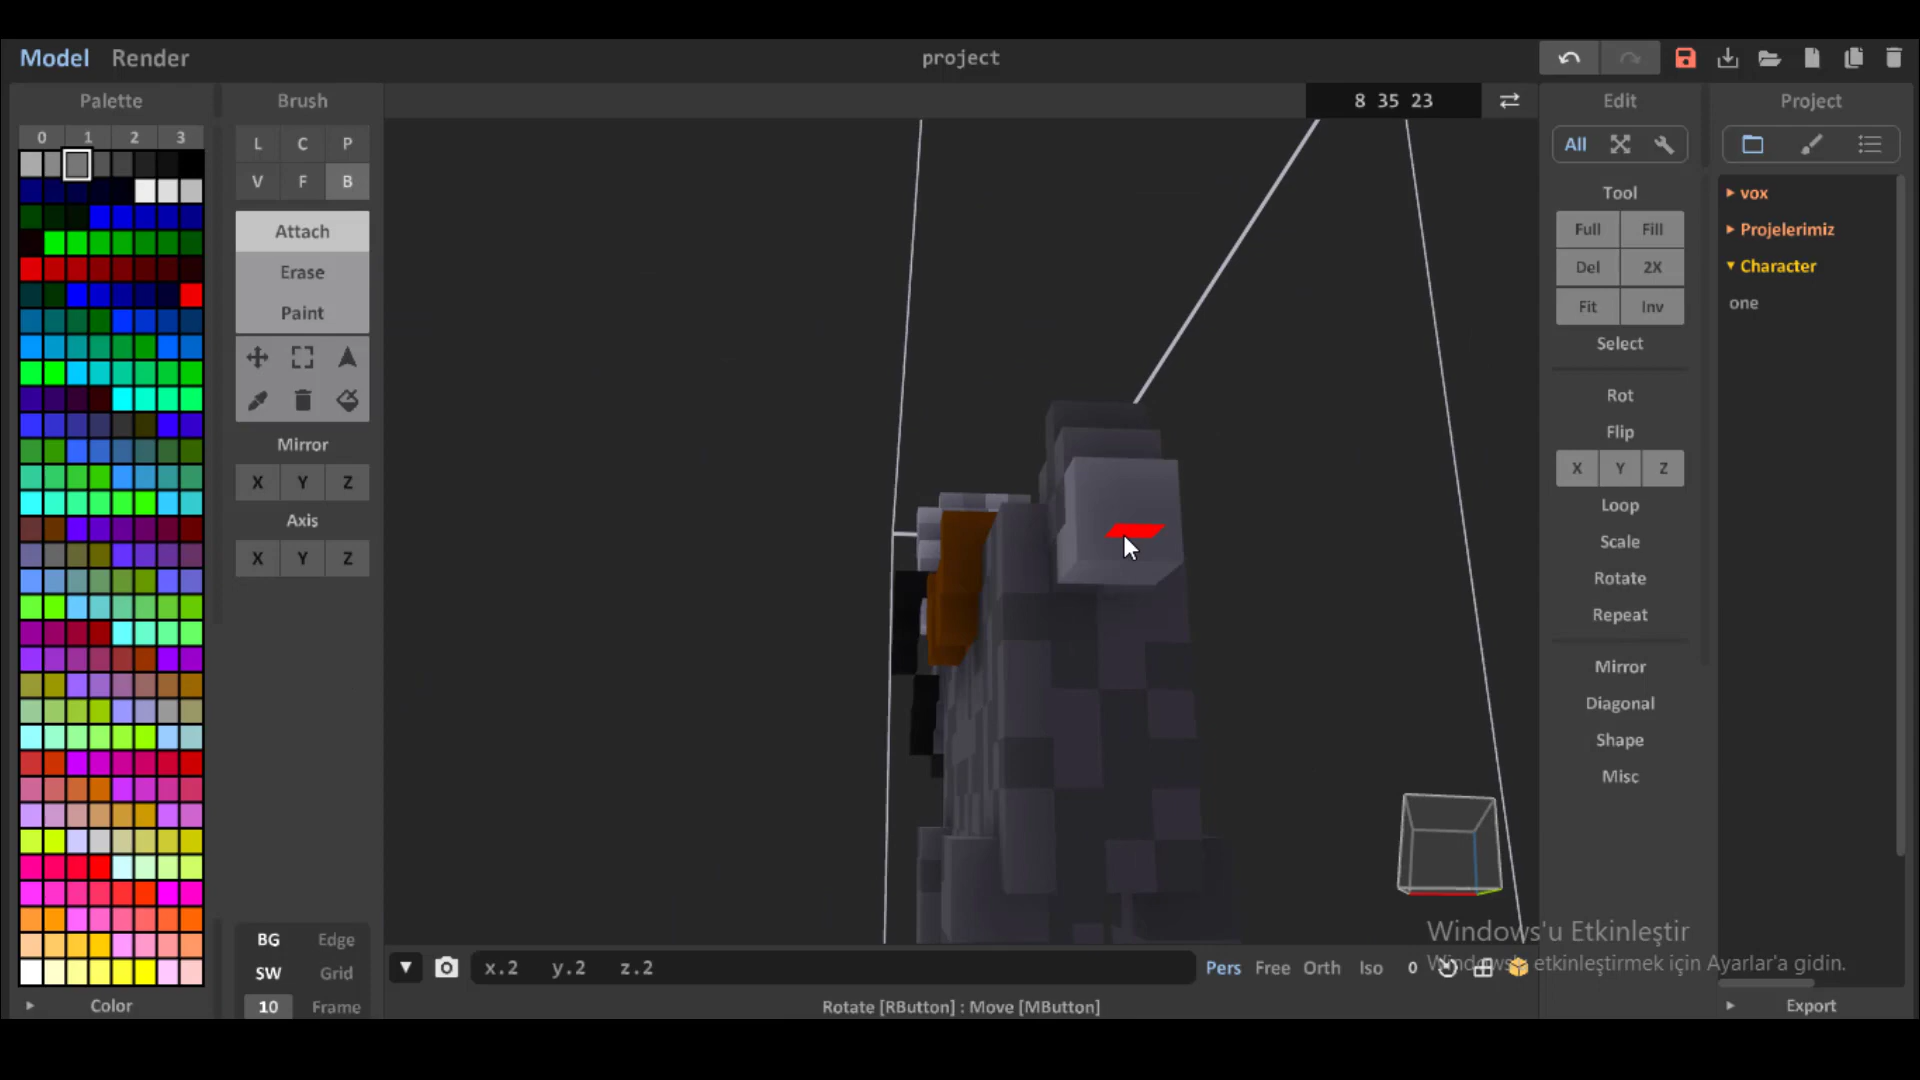 Model Render
project
Palette
0 1 2 3
Color
Brush
L C P
V F B
Attach
Erase
Paint
Mirror
X Y Z
Axis
X Y Z
BG Edge
SW Grid
10 Frame
8 35 23
x.2 y.2 z.2
Pers Free Orth Iso 0
Rotate [RButton] : Move [MButton]
Edit
All
Tool
Full Fill
Del 2X
Fit Inv
Select
Rot
Flip
X Y Z
Loop
Scale
Rotate
Repeat
Mirror
Diagonal
Shape
Misc
Project
vox
Projelerimiz
Character
one
Export
Windows'u Etkinleştir
Windows'u etkinleştirmek için Ayarlar'a gidin.